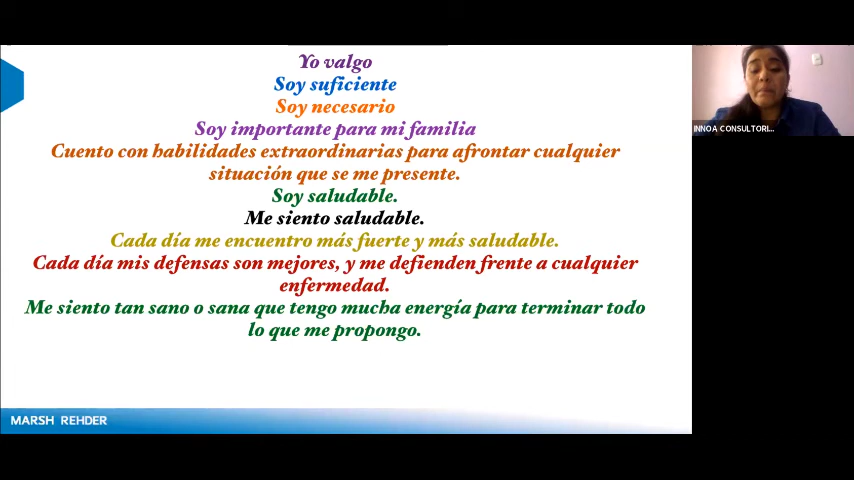 Yo valgo
Soy suficiente
Soy necesario
Soy importante para mi familia
Cuento con habilidades extraordinarias para afrontar cualquier
situación que se me presente.
Soy saludable.
Me siento saludable.
Cada día me encuentro más fuerte y más saludable.
Cada día mis defensas son mejores, y me defienden frente a cualquier
enfermedad.
Me siento tan sano o sana que tengo mucha energía para terminar todo
lo que me propongo.
MARSH REHDER
INNOA CONSULTORI...